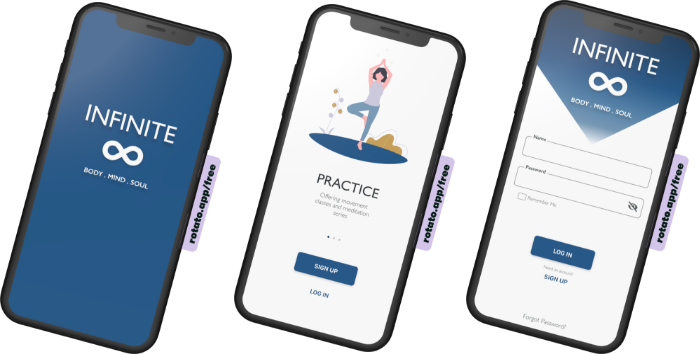 INFINITE
BODY . MIND . SOUL
rotato.app/free
PRACTICE
Offering movement
classes and meditation
series
SIGN UP
LOG IN
rotato.app/free
INFINITE
BODY . MIND . SOUL
Name
Password
Remember Me
LOG IN
Need an account
SIGN UP
Forgot Password?
rotato.app/free